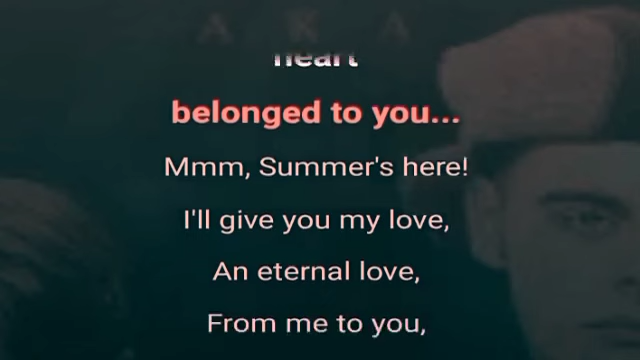 A K A
heart
belonged to you...
Mmm, Summer's here!
I'll give you my love,
An eternal love,
From me to you,